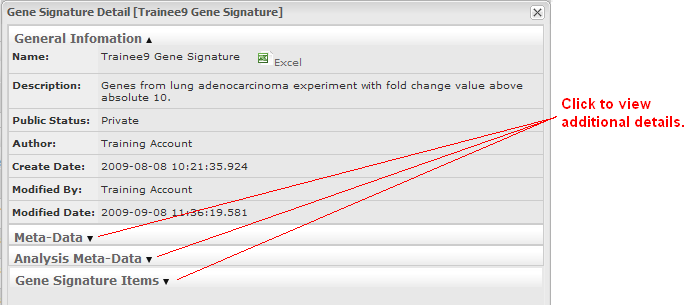 Gene Signature Detail [Trainee9 Gene Signature]
General Infomation ▲
Name: Trainee9 Gene Signature Excel
Description: Genes from lung adenocarcinoma experiment with fold change value above
absolute 10.
Public Status: Private
Author: Training Account
Create Date: 2009-08-08 10:21:35.924
Modified By: Training Account
Modified Date: 2009-09-08 11:36:19.581
Meta-Data ▼
Analysis Meta-Data ▼
Gene Signature Items ▼
Click to view
additional details.